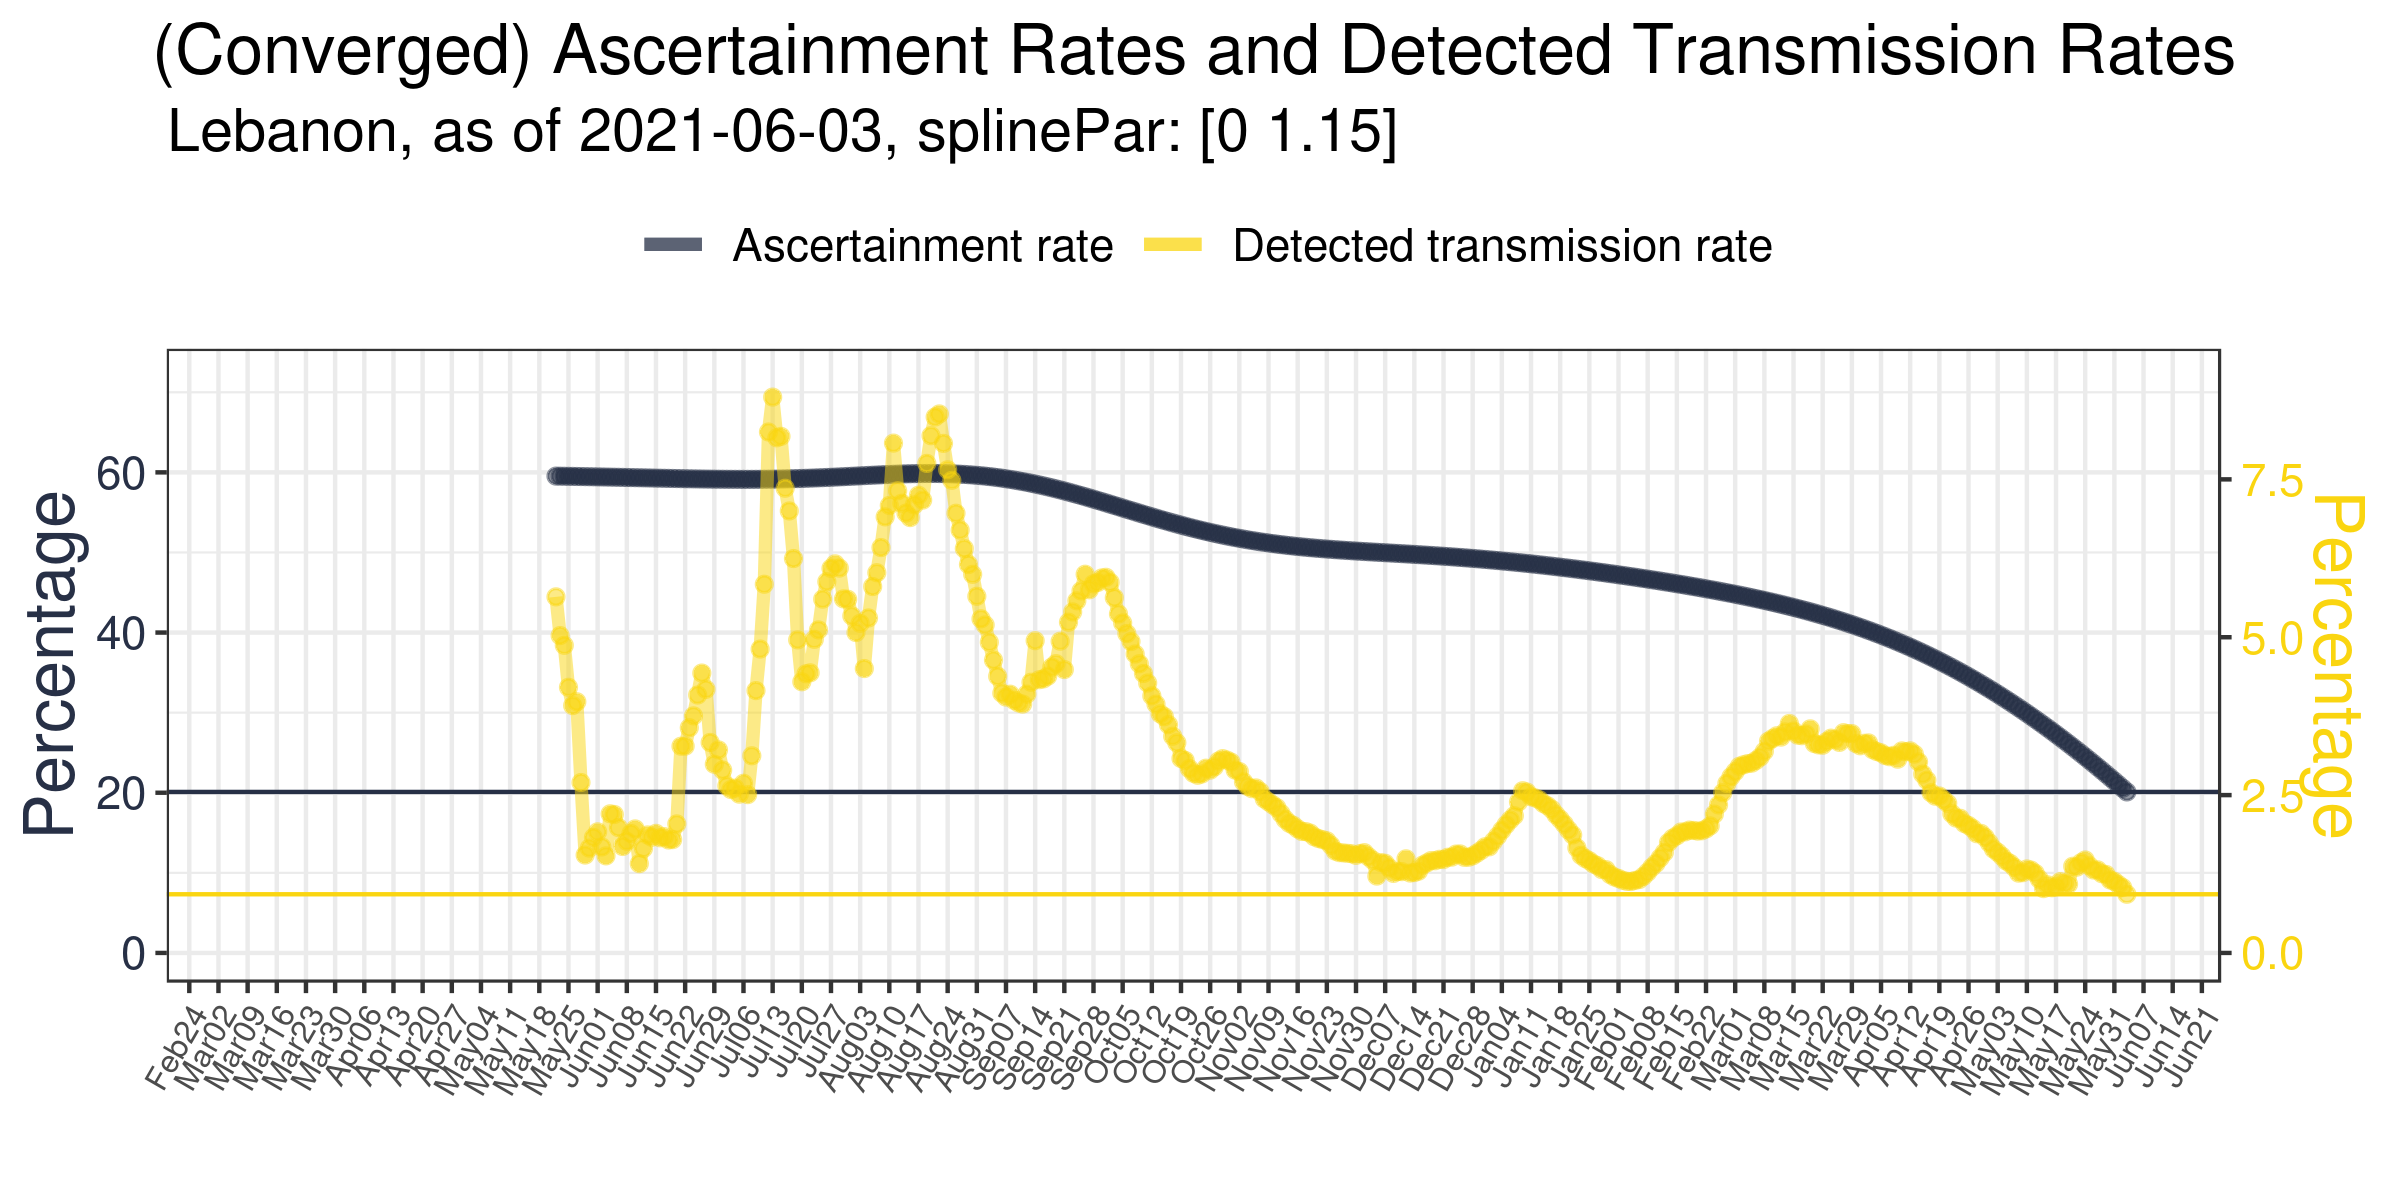 (Converged) Ascertainment Rates and Detected Transmission Rates
Lebanon, as of 2021-06-03, splinePar: [0 1.15]
Ascertainment rate
Detected transmission rate
Percentage
60
40
20
0
7.5
5.0
2.5
0.0
Percentage
Feb24
Mar02
Mar09
Mar16
Mar23
Mar30
Apr06
Apr13
Apr20
Apr27
May04
May11
May18
May25
Jun01
Jun08
Jun15
Jun22
Jun29
Jul06
Jul13
Jul20
Jul27
Aug03
Aug10
Aug17
Aug24
Aug31
Sep07
Sep14
Sep21
Sep28
Oct05
Oct12
Oct19
Oct26
Nov02
Nov09
Nov16
Nov23
Nov30
Dec07
Dec14
Dec21
Dec28
Jan04
Jan11
Jan18
Jan25
Feb01
Feb08
Feb15
Feb22
Mar01
Mar08
Mar15
Mar22
Mar29
Apr05
Apr12
Apr19
Apr26
May03
May10
May17
May24
May31
Jun07
Jun14
Jun21